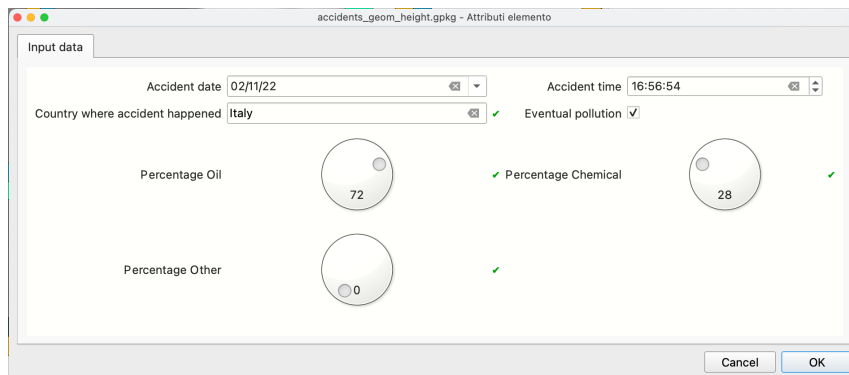 accidents_geom_height.gpkg - Attributi elemento
Input data
Accident date 02/11/22 Accident time 16:56:54
Country where accident happened Italy ✔ Eventual pollution ✔
Percentage Oil 72 ✔ Percentage Chemical 28 ✔
Percentage Other 0 ✔
Cancel OK